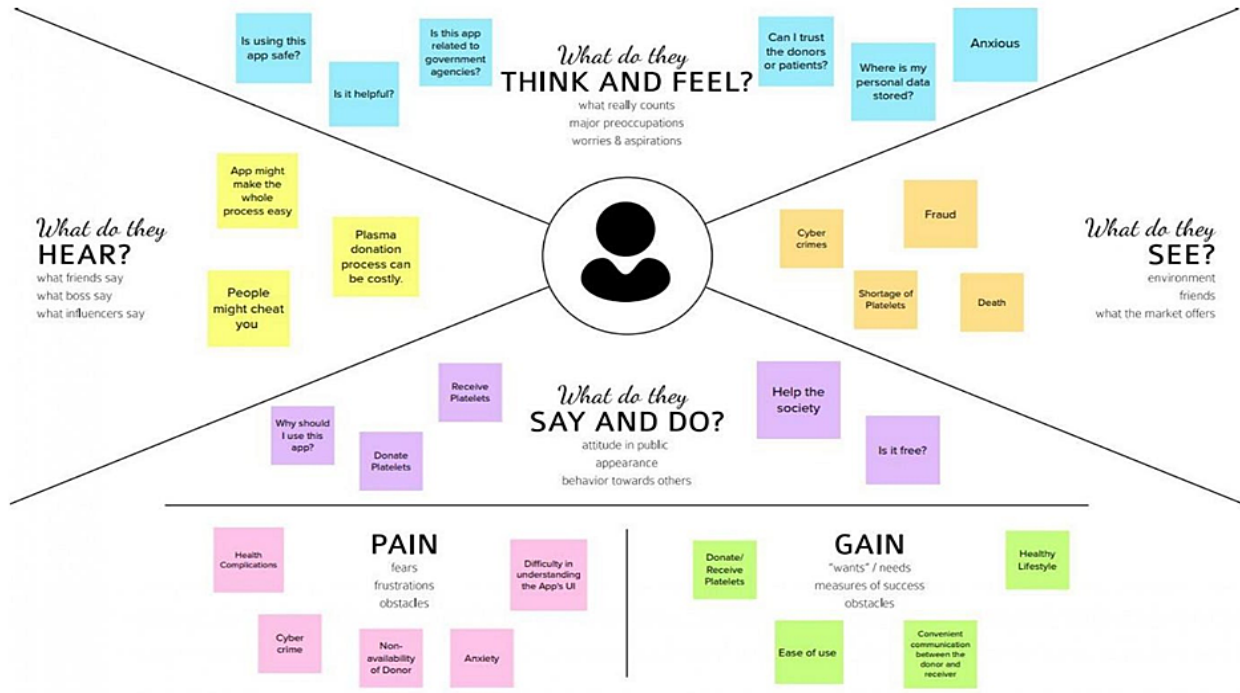 Is using this
app safe?
Is it helpful?
Is this app
related to
government
agencies?
What do they
THINK AND FEEL?
what really counts
major preoccupations
worries & aspirations
Can I trust
the donors
or patients?
Where is my
personal data
stored?
Anxious
What do they
HEAR?
what friends say
what boss say
what influencers say
App might
make the
whole
process easy
Plasma
donation
process can
be costly.
People
might cheat
you
Cyber
crimes
Fraud
Shortage of
Platelets
Death
What do they
SEE?
environment
friends
what the market offers
Why should
I use this
app?
Donate
Platelets
Receive
Platelets
What do they
SAY AND DO?
attitude in public
appearance
behavior towards others
Help the
society
Is it free?
Health
Complications
PAIN
fears
frustrations
obstacles
Difficulty in
understanding
the App's UI
Cyber
crime
Non-
availability
of Donor
Anxiety
Donate/
Receive
Platelets
GAIN
"wants" / needs
measures of success
obstacles
Healthy
Lifestyle
Ease of use
Convenient
communication
between the
donor and
receiver